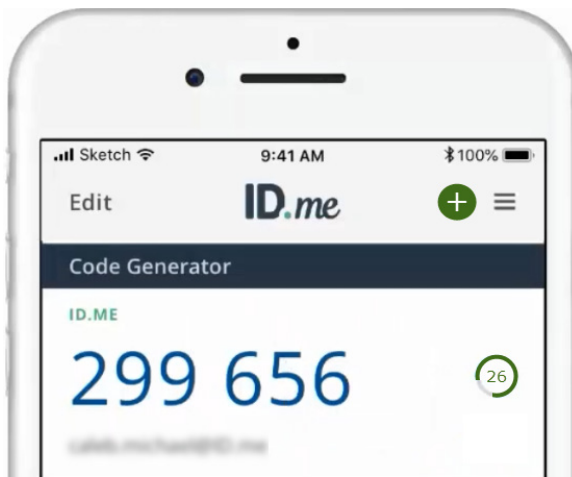 Sketch 9:41 AM 100%
Edit ID.me
Code Generator
ID.ME
299 656 26